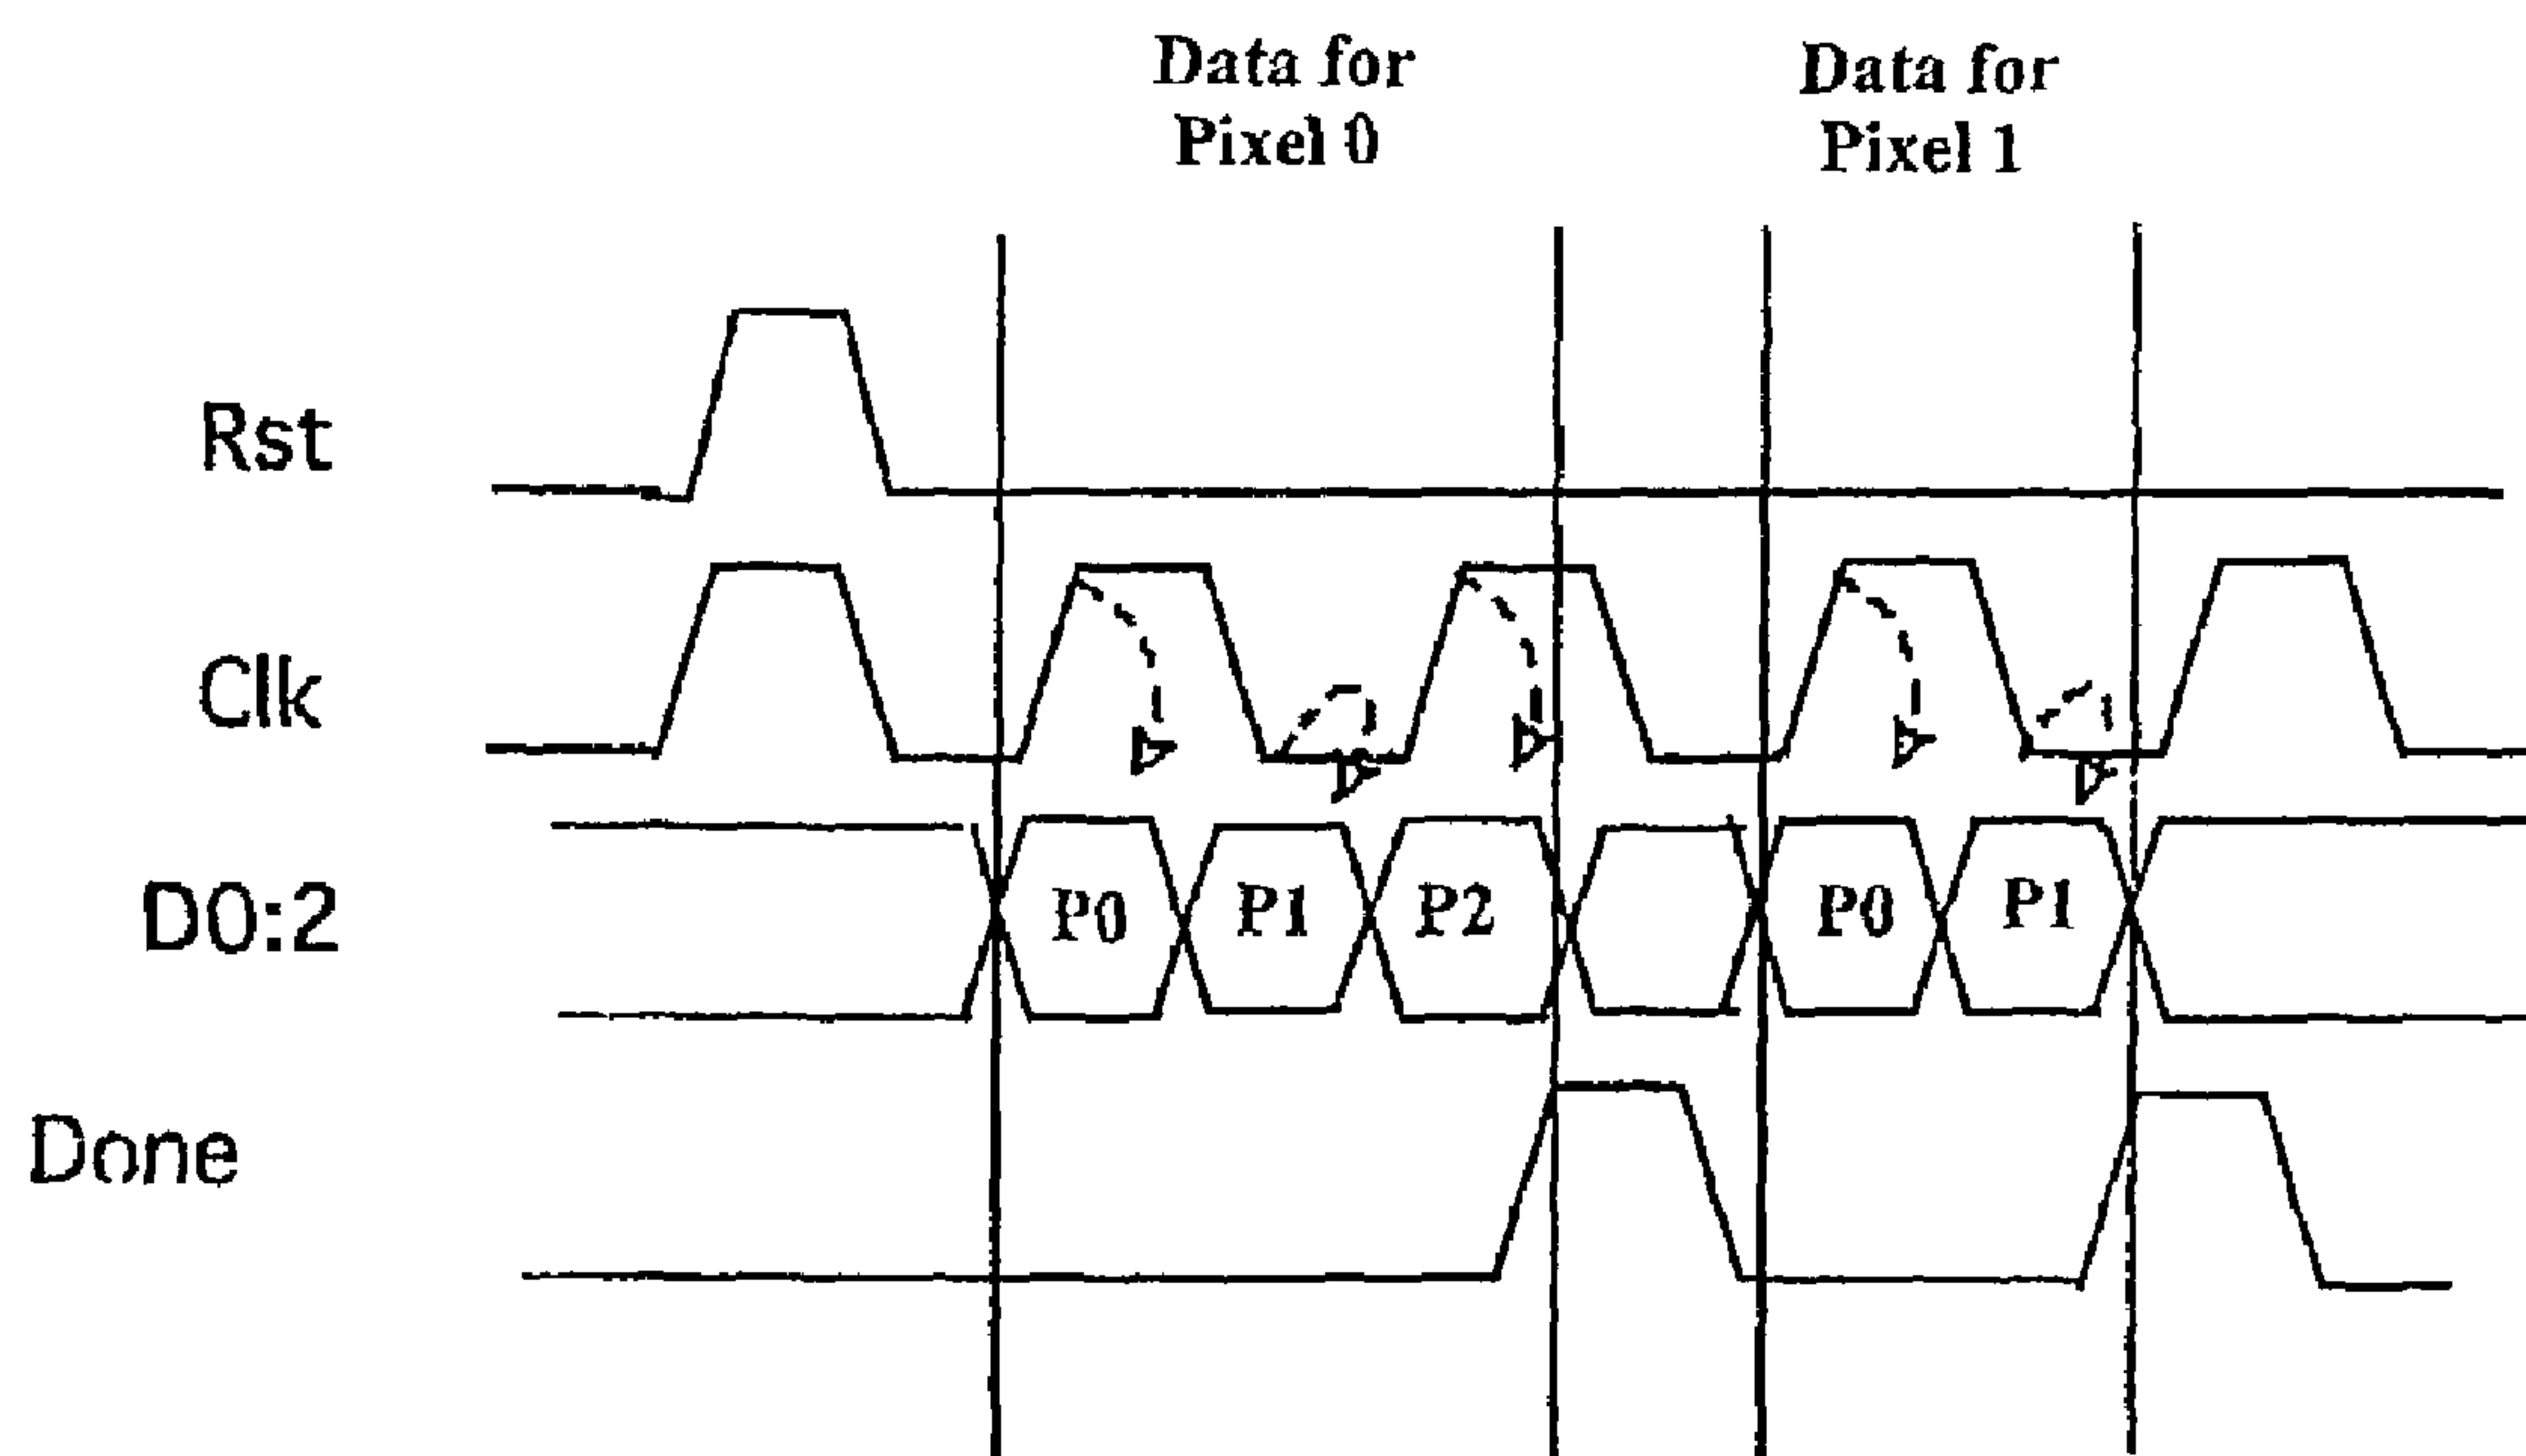 Data for
Pixel 0
Data for
Pixel 1
Rst
Clk
D0:2
P0 P1 P2 P0 P1
Done